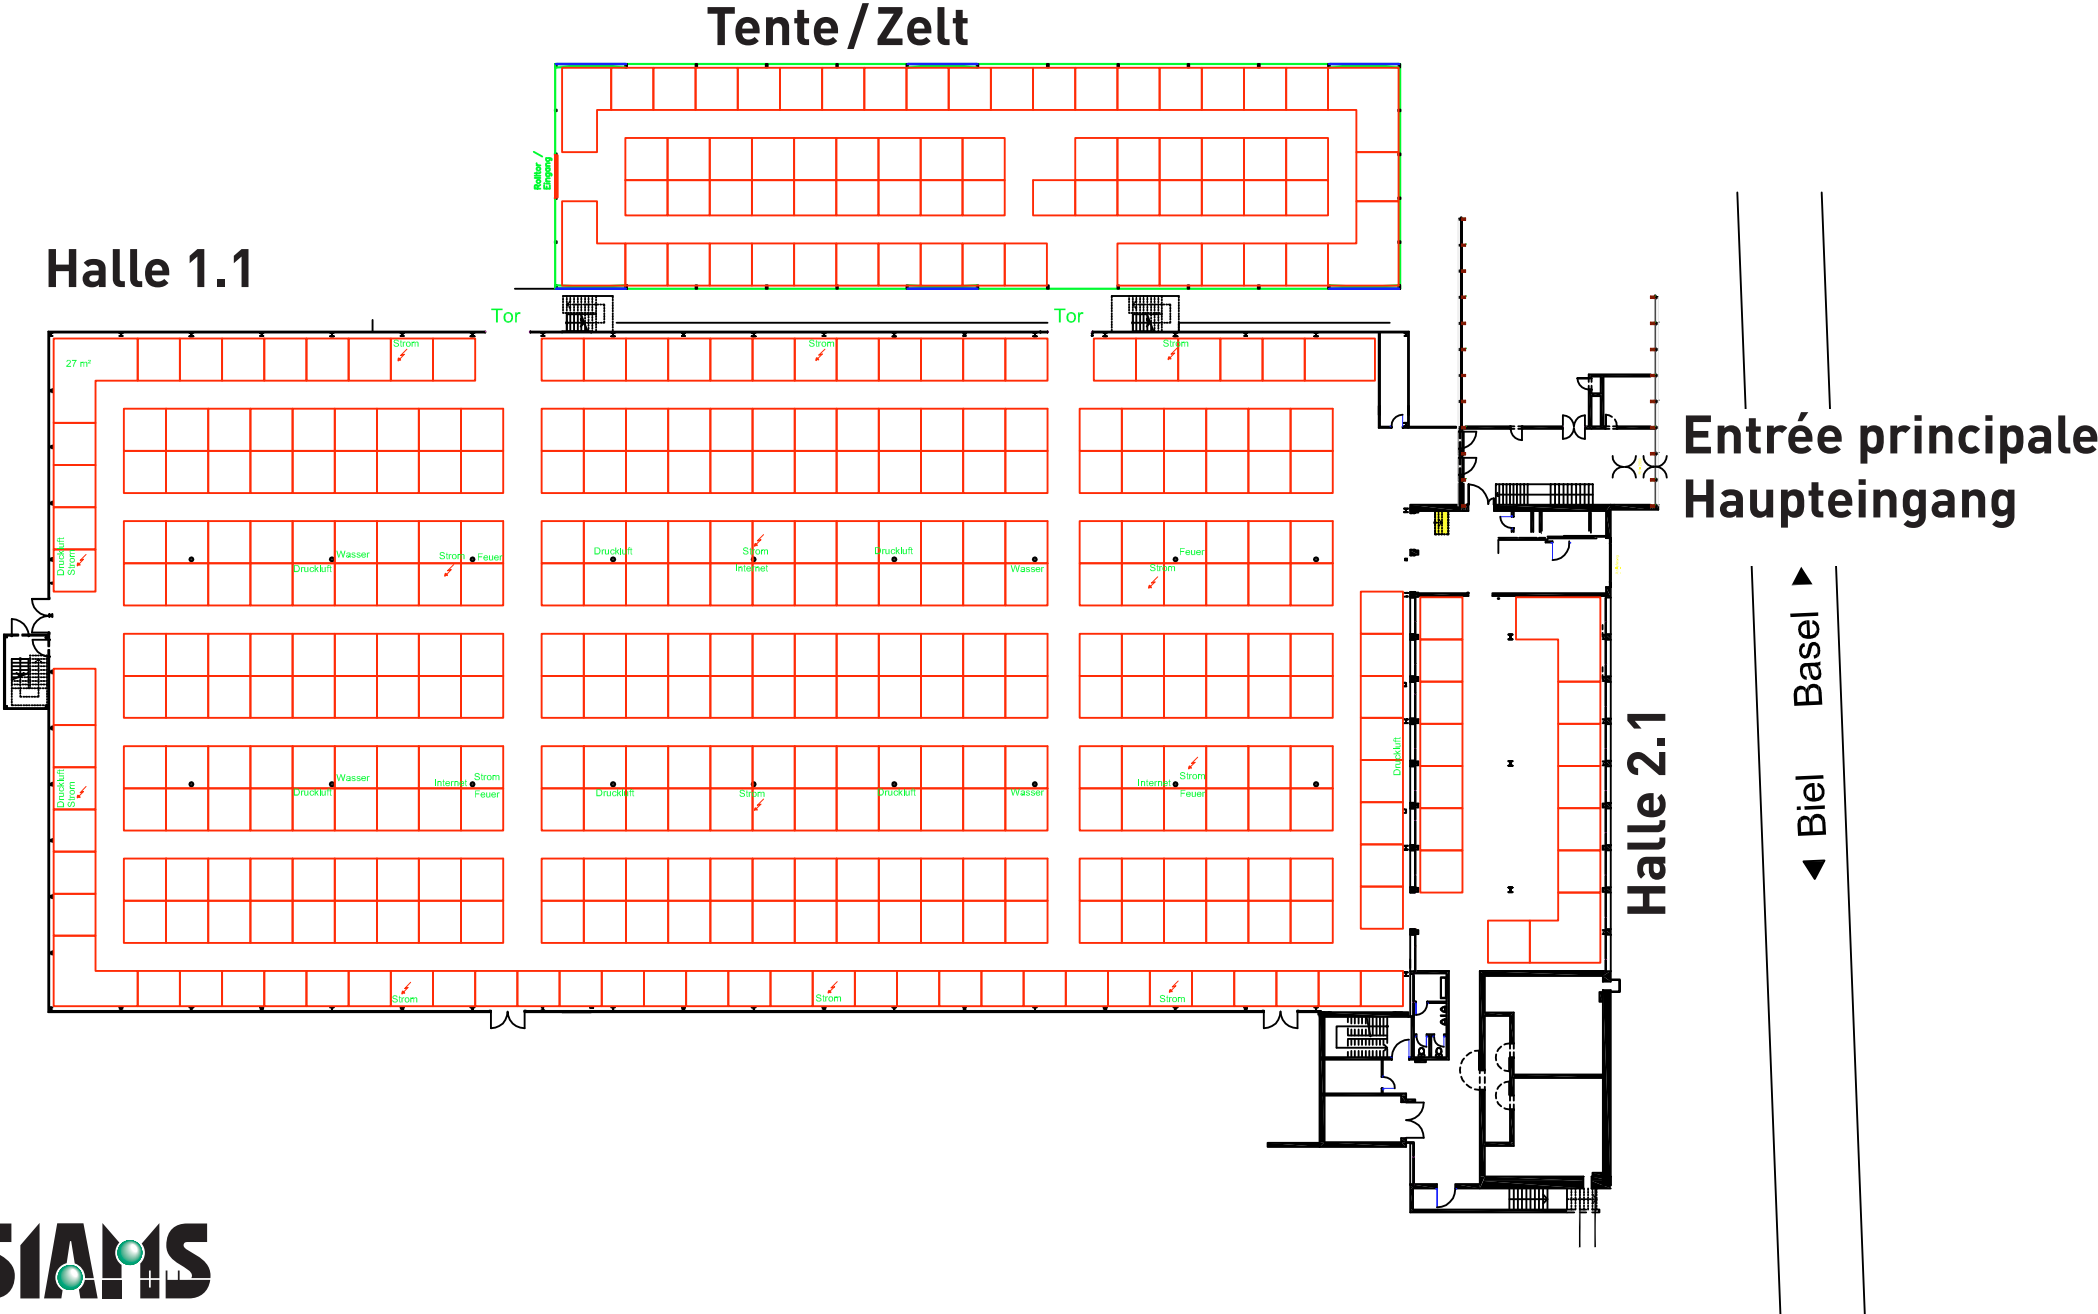 Tente / Zelt
Rolltor /
Eingang
Halle 1.1
Tor
Tor
Strom
Strom
Strom
27 m²
Entrée principale
Haupteingang
Druckluft
Strom
Wasser
Druckluft
Strom
Feuer
Druckluft
Strom
Internet
Druckluft
Wasser
Feuer
Strom
Basel
Biel
Halle 2.1
Druckluft
Druckluft
Strom
Wasser
Druckluft
Internet
Strom
Feuer
Druckluft
Strom
Druckluft
Wasser
Internet
Strom
Feuer
Strom
Strom
Strom
SIAMS